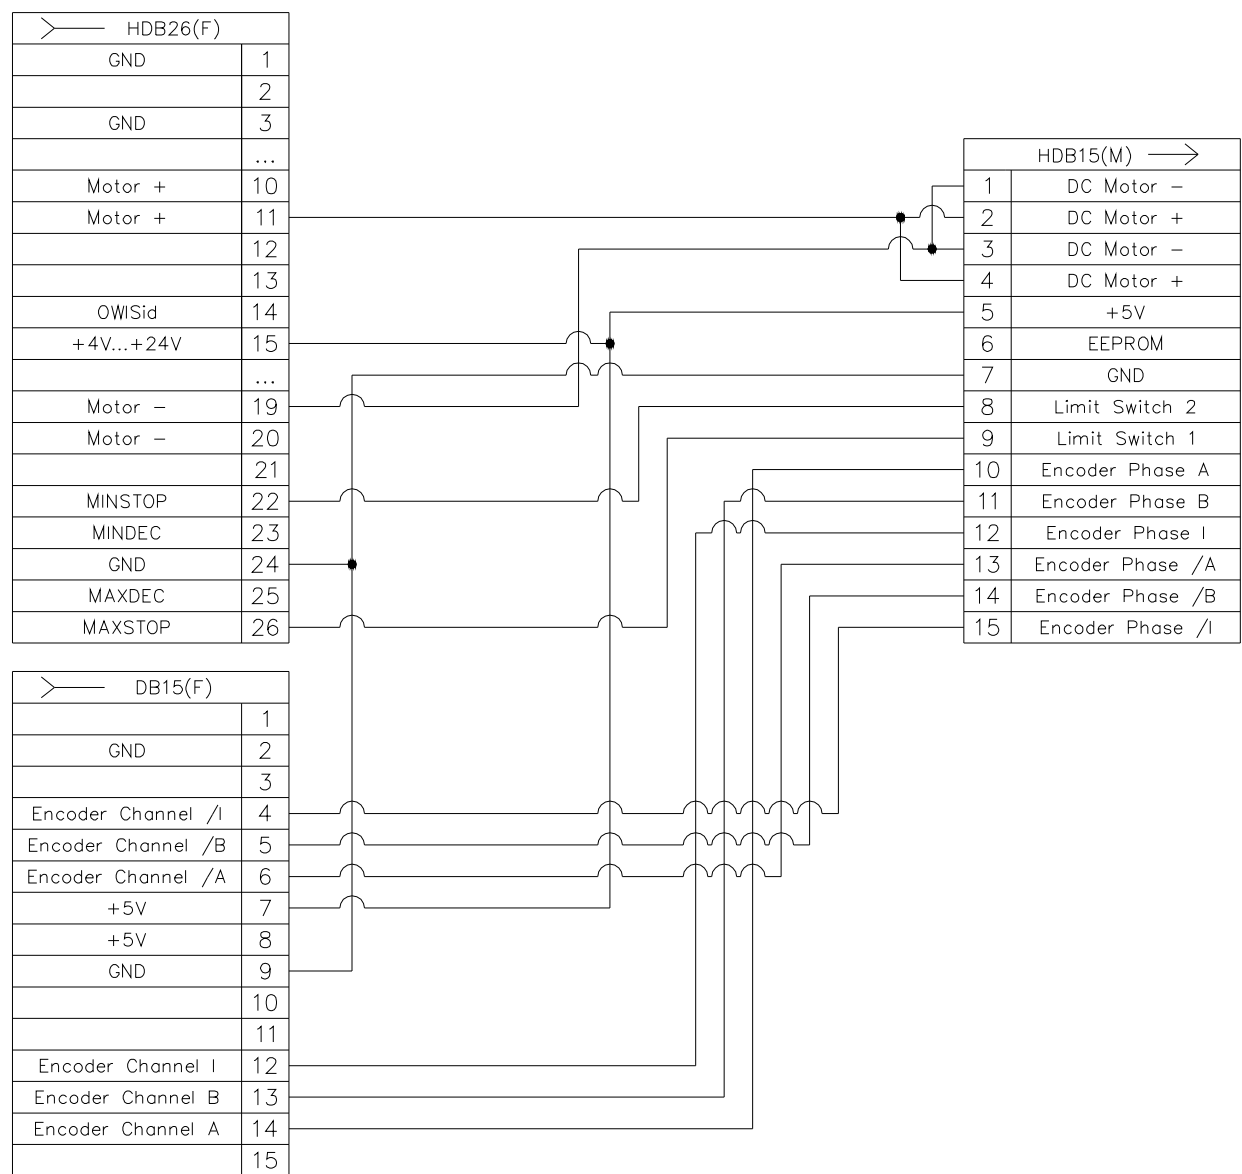 HDB26(F)
GND 1
2
GND 3
...
Motor + 10
Motor + 11
12
13
OWISid 14
+4V...+24V 15
...
Motor - 19
Motor - 20
21
MINSTOP 22
MINDEC 23
GND 24
MAXDEC 25
MAXSTOP 26
DB15(F)
1
GND 2
3
Encoder Channel /I 4
Encoder Channel /B 5
Encoder Channel /A 6
+5V 7
+5V 8
GND 9
10
11
Encoder Channel I 12
Encoder Channel B 13
Encoder Channel A 14
15
HDB15(M)
1 DC Motor -
2 DC Motor +
3 DC Motor -
4 DC Motor +
5 +5V
6 EEPROM
7 GND
8 Limit Switch 2
9 Limit Switch 1
10 Encoder Phase A
11 Encoder Phase B
12 Encoder Phase I
13 Encoder Phase /A
14 Encoder Phase /B
15 Encoder Phase /I